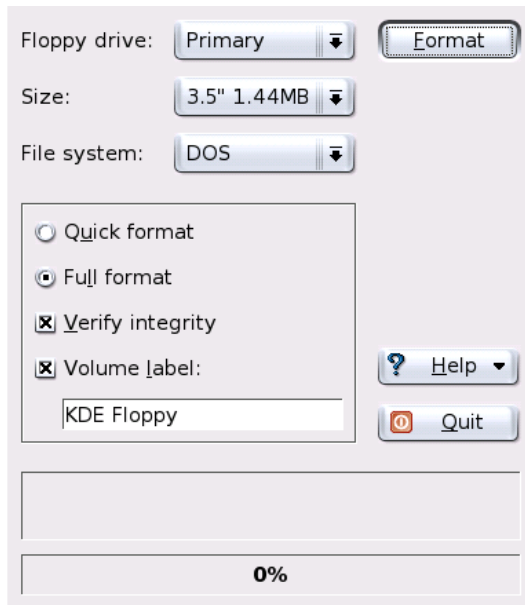 Floppy drive: Primary Format
Size: 3.5" 1.44MB
File system: DOS
Quick format
Full format
Verify integrity
Volume label:
KDE Floppy
? Help
Quit
0%